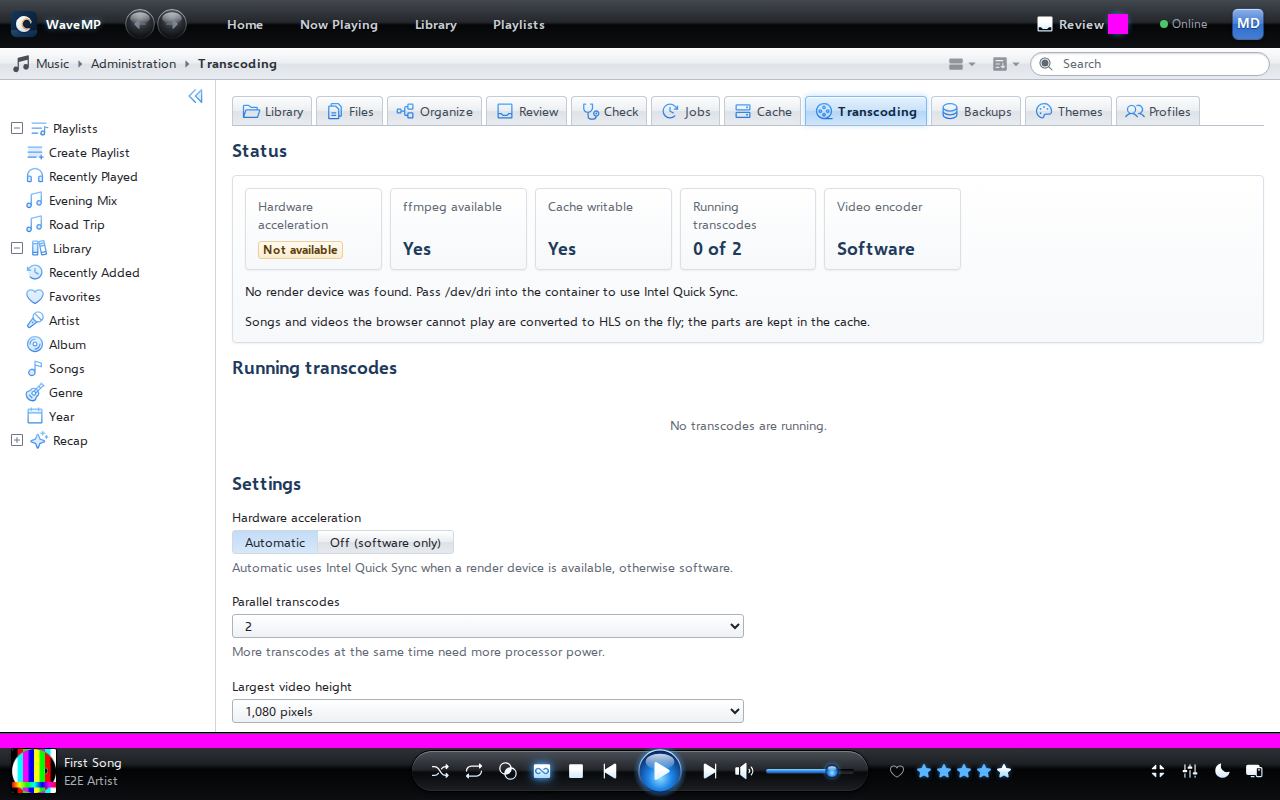 WaveMP
Home
Now Playing
Library
Playlists
Review
Online
MD
Music
Administration
Transcoding
Search
Library
Files
Organize
Review
Check
Jobs
Cache
Transcoding
Backups
Themes
Profiles
Playlists
Create Playlist
Recently Played
Evening Mix
Road Trip
Library
Recently Added
Favorites
Artist
Album
Songs
Genre
Year
Recap
Status
Hardware
acceleration
Not available
ffmpeg available
Yes
Cache writable
Yes
Running
transcodes
0 of 2
Video encoder
Software
No render device was found. Pass /dev/dri into the container to use Intel Quick Sync.
Songs and videos the browser cannot play are converted to HLS on the fly; the parts are kept in the cache.
Running transcodes
No transcodes are running.
Settings
Hardware acceleration
Automatic
Off (software only)
Automatic uses Intel Quick Sync when a render device is available, otherwise software.
Parallel transcodes
2
More transcodes at the same time need more processor power.
Largest video height
1,080 pixels
First Song
E2E Artist